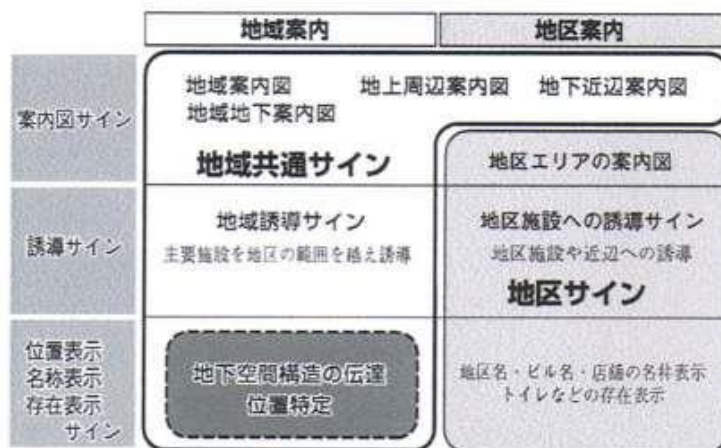 地域案内
地区案内
案内図サイン
地域案内図 地上周辺案内図 地下近辺案内図
地域地下案内図
地域共通サイン
地区エリアの案内図
誘導サイン
地域誘導サイン
主要施設を地区の範囲を越え誘導
地区施設への誘導サイン
地区施設や近辺への誘導
地区サイン
位置表示
名称表示
存在表示
サイン
地下空間構造の伝達
位置特定
地区名・ビル名・店舗の名称表示
トイレなどの存在表示